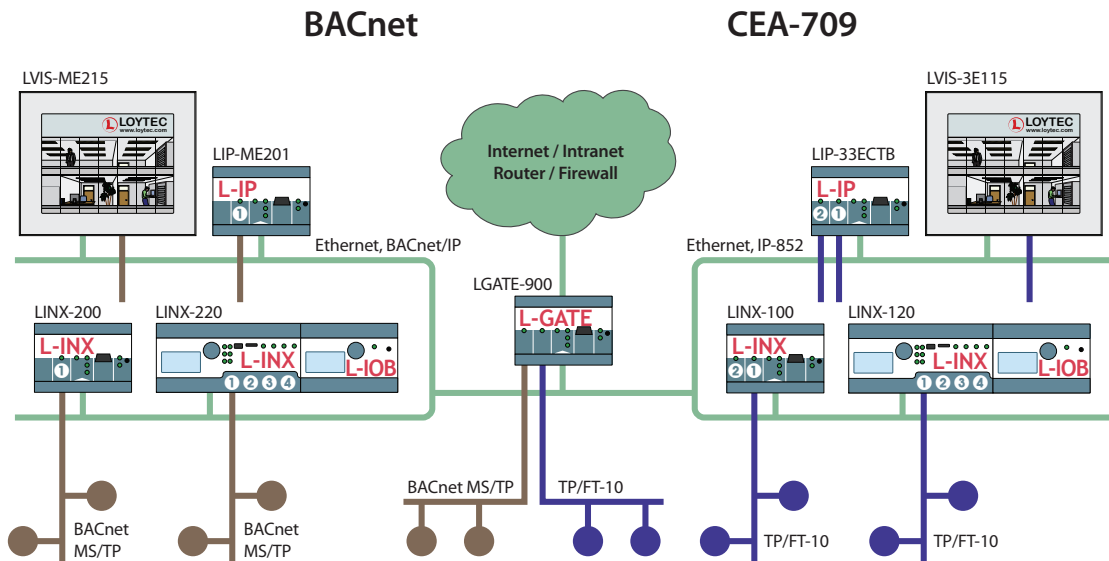 BACnet
CEA-709
LVIS-ME215
LOYTEC
www.loytec.com
LIP-ME201
L-IP
1
Internet / Intranet
Router / Firewall
LIP-33ECTB
L-IP
2 1
LVIS-3E115
LOYTEC
www.loytec.com
Ethernet, BACnet/IP
Ethernet, IP-852
LINX-200
L-INX
1
LINX-220
L-INX
1 2 3 4
L-IOB
LGATE-900
L-GATE
LINX-100
L-INX
2 1
LINX-120
L-INX
1 2 3 4
L-IOB
BACnet MS/TP
TP/FT-10
BACnet
MS/TP
BACnet
MS/TP
TP/FT-10
TP/FT-10